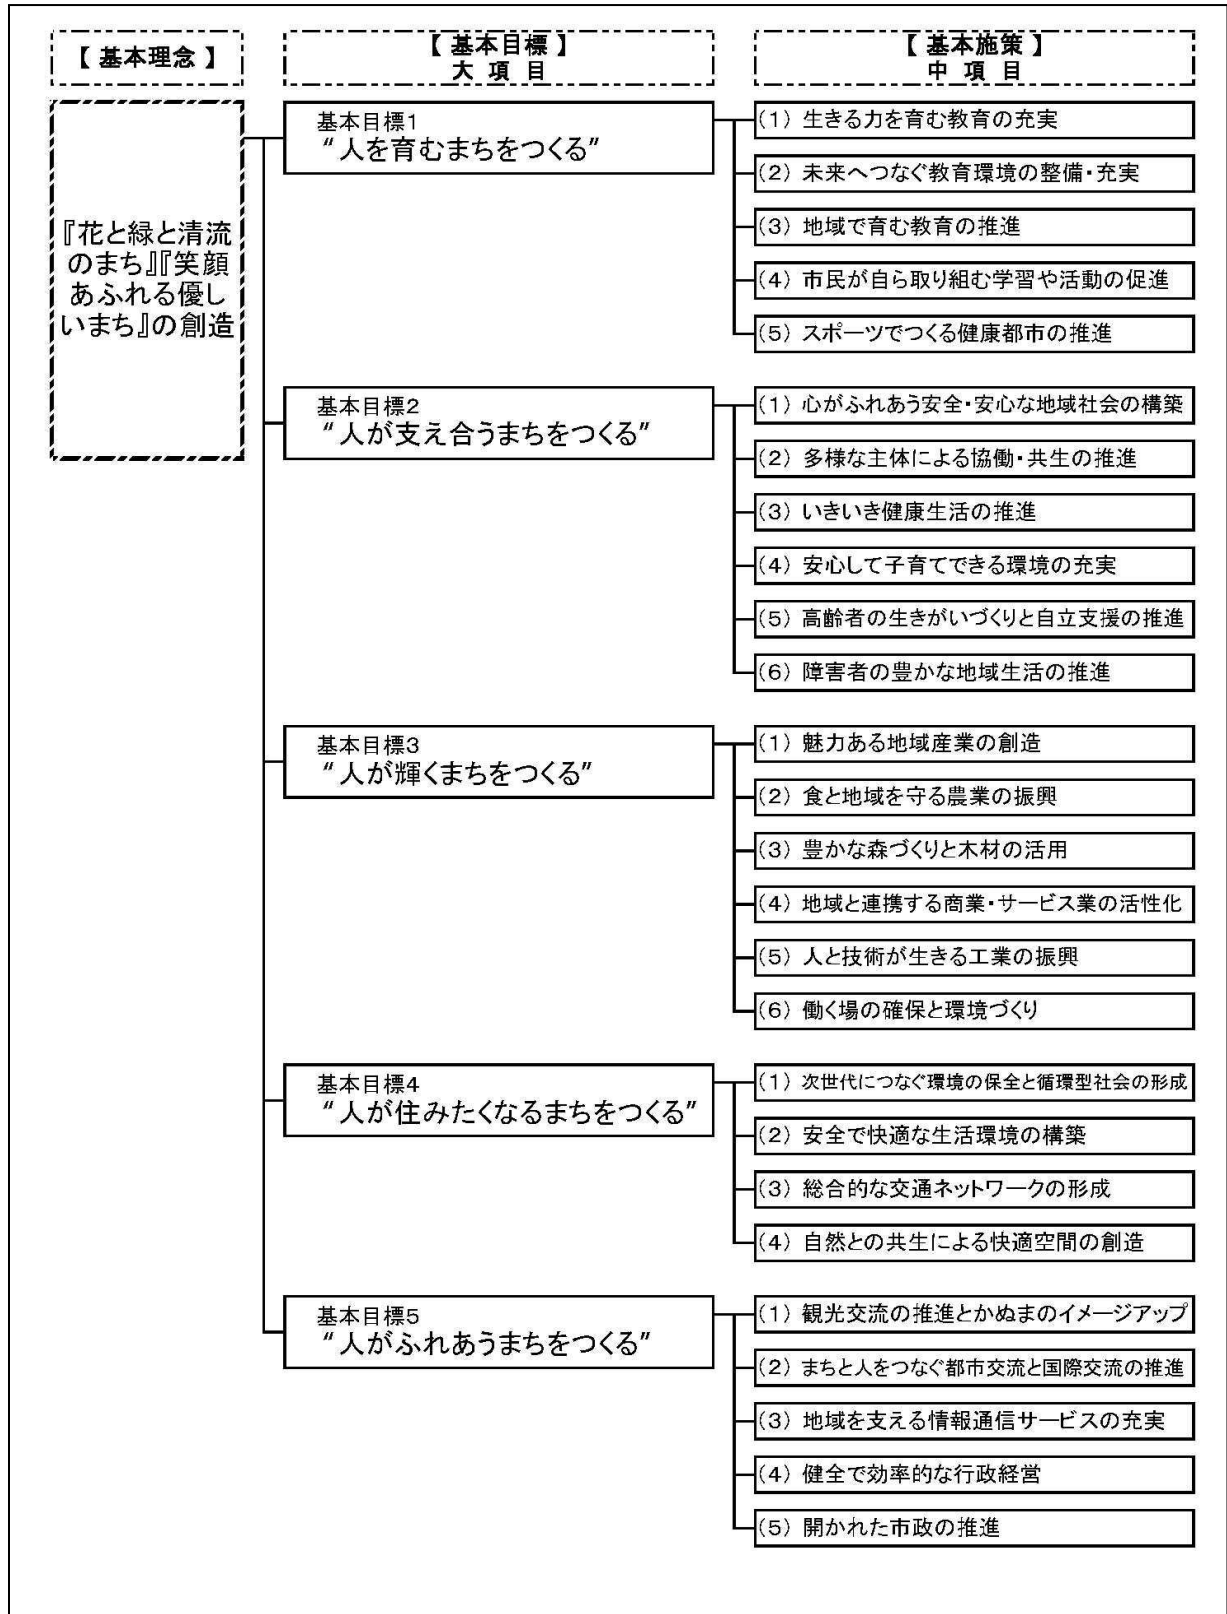 【 基本理念 】
【 基本目標 】
大 項 目
【 基本施策 】
中 項 目
『花と緑と清流
のまち』『笑顔
あふれる優し
いまち』の創造
基本目標1
“人を育むまちをつくる”
(1) 生きる力を育む教育の充実
(2) 未来へつなぐ教育環境の整備・充実
(3) 地域で育む教育の推進
(4) 市民が自ら取り組む学習や活動の促進
(5) スポーツでつくる健康都市の推進
基本目標2
“人が支え合うまちをつくる”
(1) 心がふれあう安全・安心な地域社会の構築
(2) 多様な主体による協働・共生の推進
(3) いきいき健康生活の推進
(4) 安心して子育てできる環境の充実
(5) 高齢者の生きがいづくりと自立支援の推進
(6) 障害者の豊かな地域生活の推進
基本目標3
“人が輝くまちをつくる”
(1) 魅力ある地域産業の創造
(2) 食と地域を守る農業の振興
(3) 豊かな森づくりと木材の活用
(4) 地域と連携する商業・サービス業の活性化
(5) 人と技術が生きる工業の振興
(6) 働く場の確保と環境づくり
基本目標4
“人が住みたくなるまちをつくる”
(1) 次世代につなぐ環境の保全と循環型社会の形成
(2) 安全で快適な生活環境の構築
(3) 総合的な交通ネットワークの形成
(4) 自然との共生による快適空間の創造
基本目標5
“人がふれあうまちをつくる”
(1) 観光交流の推進とかぬまのイメージアップ
(2) まちと人をつなぐ都市交流と国際交流の推進
(3) 地域を支える情報通信サービスの充実
(4) 健全で効率的な行政経営
(5) 開かれた市政の推進